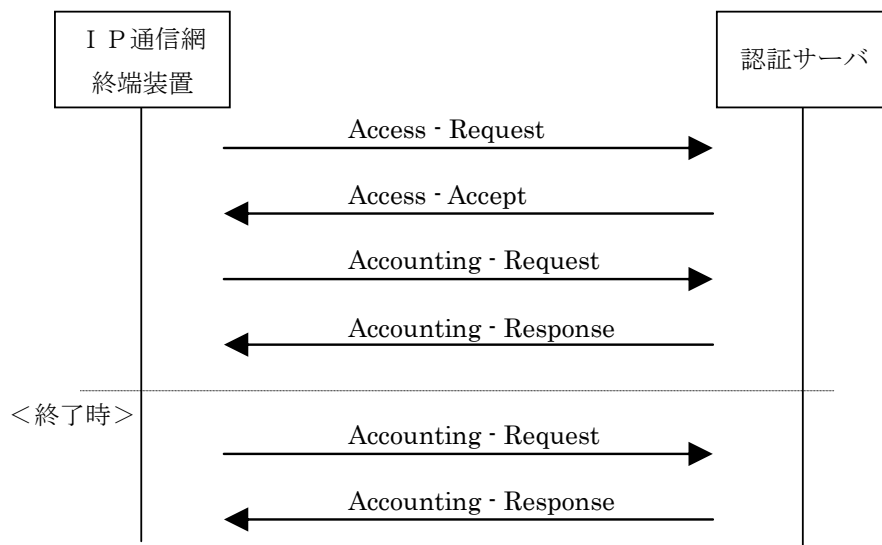 ＩＰ通信網
終端装置
認証サーバ
Access - Request
Access - Accept
Accounting - Request
Accounting - Response
＜終了時＞
Accounting - Request
Accounting - Response